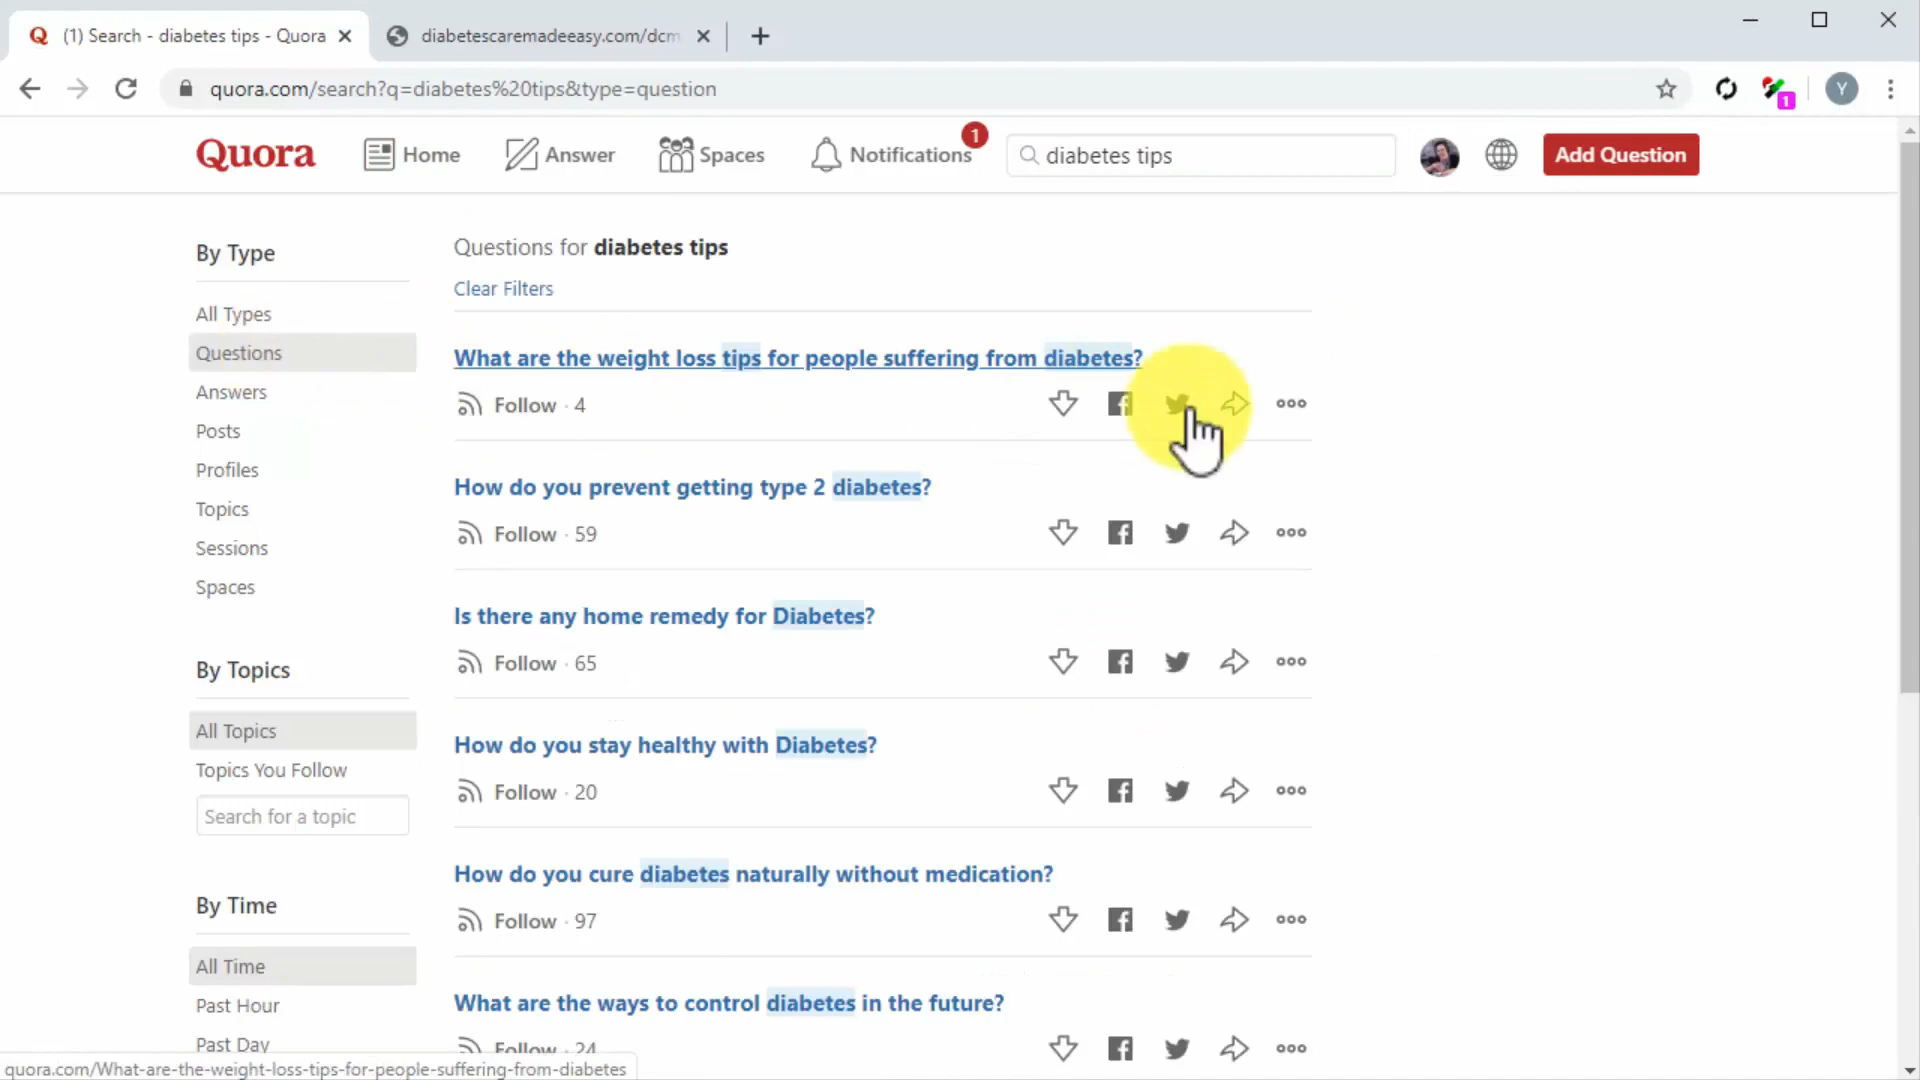 (1) Search - diabetes tips - Quora
diabetescaremadeeasy.com/dcm
quora.com/search?q=diabetes%20tips&type=question
1
Y
Quora
Home
Answer
Spaces
Notifications
1
diabetes tips
Add Question
By Type
All Types
Questions
Answers
Posts
Profiles
Topics
Sessions
Spaces
By Topics
All Topics
Topics You Follow
Search for a topic
By Time
All Time
Past Hour
Past Day
Questions for diabetes tips
Clear Filters
What are the weight loss tips for people suffering from diabetes?
Follow · 4
How do you prevent getting type 2 diabetes?
Follow · 59
Is there any home remedy for Diabetes?
Follow · 65
How do you stay healthy with Diabetes?
Follow · 20
How do you cure diabetes naturally without medication?
Follow · 97
What are the ways to control diabetes in the future?
Follow · 24
quora.com/What-are-the-weight-loss-tips-for-people-suffering-from-diabetes